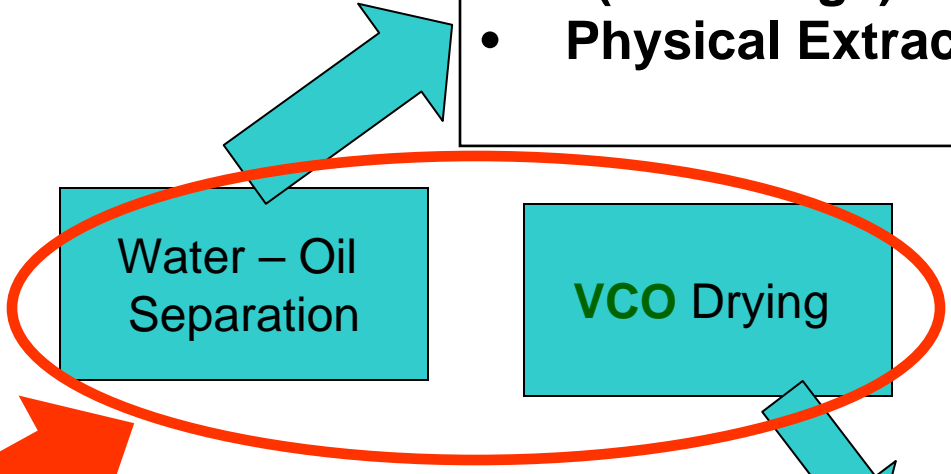 • Physical Extrac
Water – Oil
Separation
VCO Drying